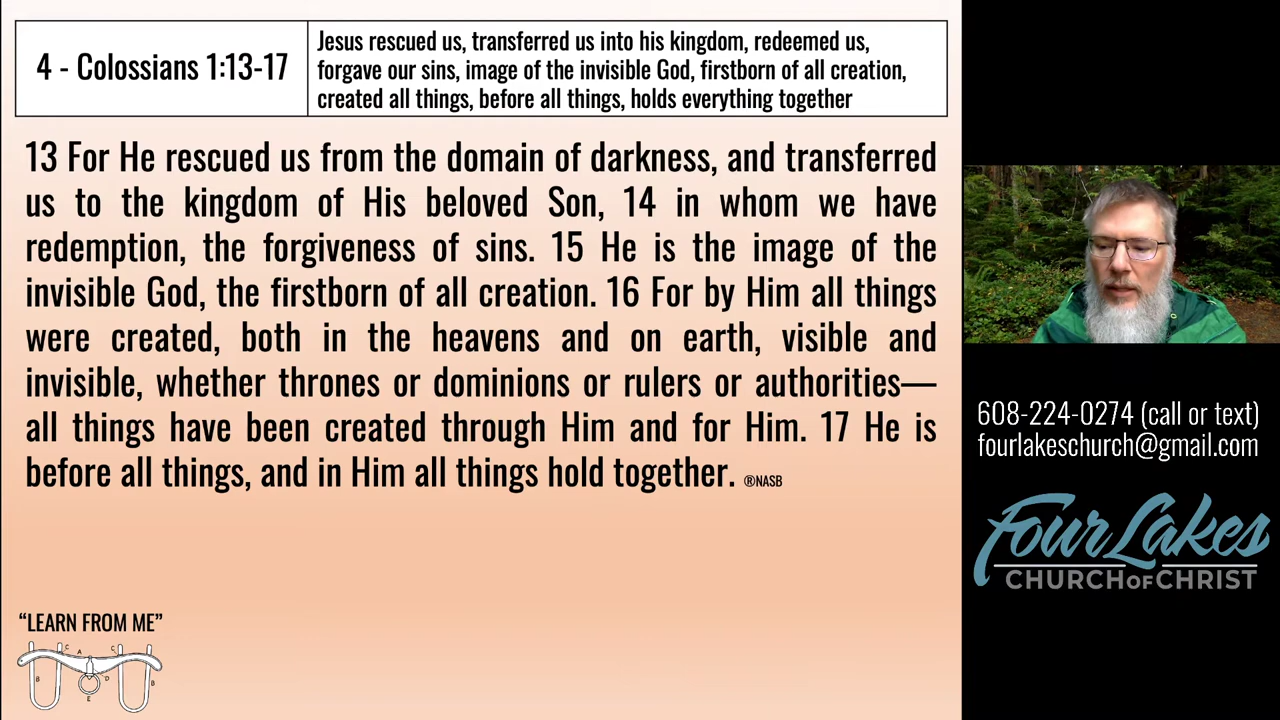 4 - Colossians 1:13-17
Jesus rescued us, transferred us into his kingdom, redeemed us,
forgave our sins, image of the invisible God, firstborn of all creation,
created all things, before all things, holds everything together
13 For He rescued us from the domain of darkness, and transferred
us to the kingdom of His beloved Son, 14 in whom we have
redemption, the forgiveness of sins. 15 He is the image of the
invisible God, the firstborn of all creation. 16 For by Him all things
were created, both in the heavens and on earth, visible and
invisible, whether thrones or dominions or rulers or authorities—
all things have been created through Him and for Him. 17 He is
before all things, and in Him all things hold together. ®NASB
“LEARN FROM ME”
C A C
B D B
E
608-224-0274 (call or text)
fourlakeschurch@gmail.com
Four Lakes
CHURCH OF CHRIST